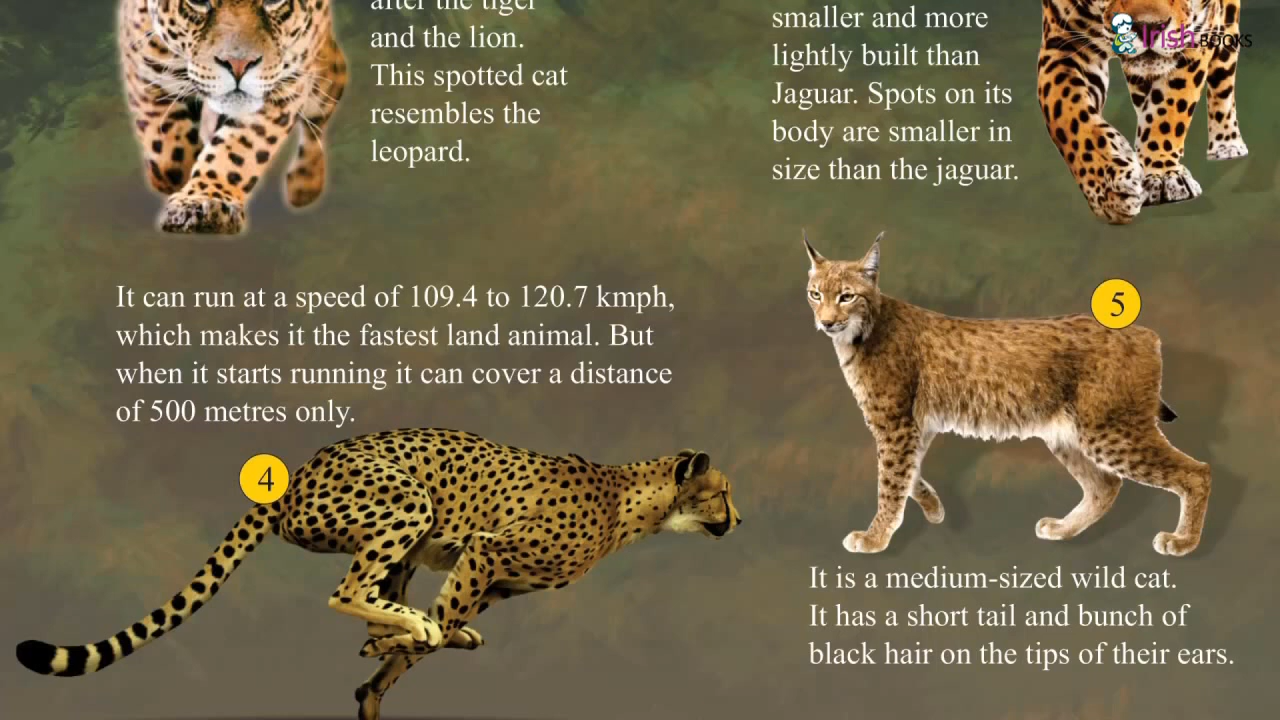 after the tiger
and the lion.
This spotted cat
resembles the
leopard.
smaller and more
lightly built than
Jaguar. Spots on its
body are smaller in
size than the jaguar.
Irish BOOKS
It can run at a speed of 109.4 to 120.7 kmph,
which makes it the fastest land animal. But
when it starts running it can cover a distance
of 500 metres only.
4
5
It is a medium-sized wild cat.
It has a short tail and bunch of
black hair on the tips of their ears.